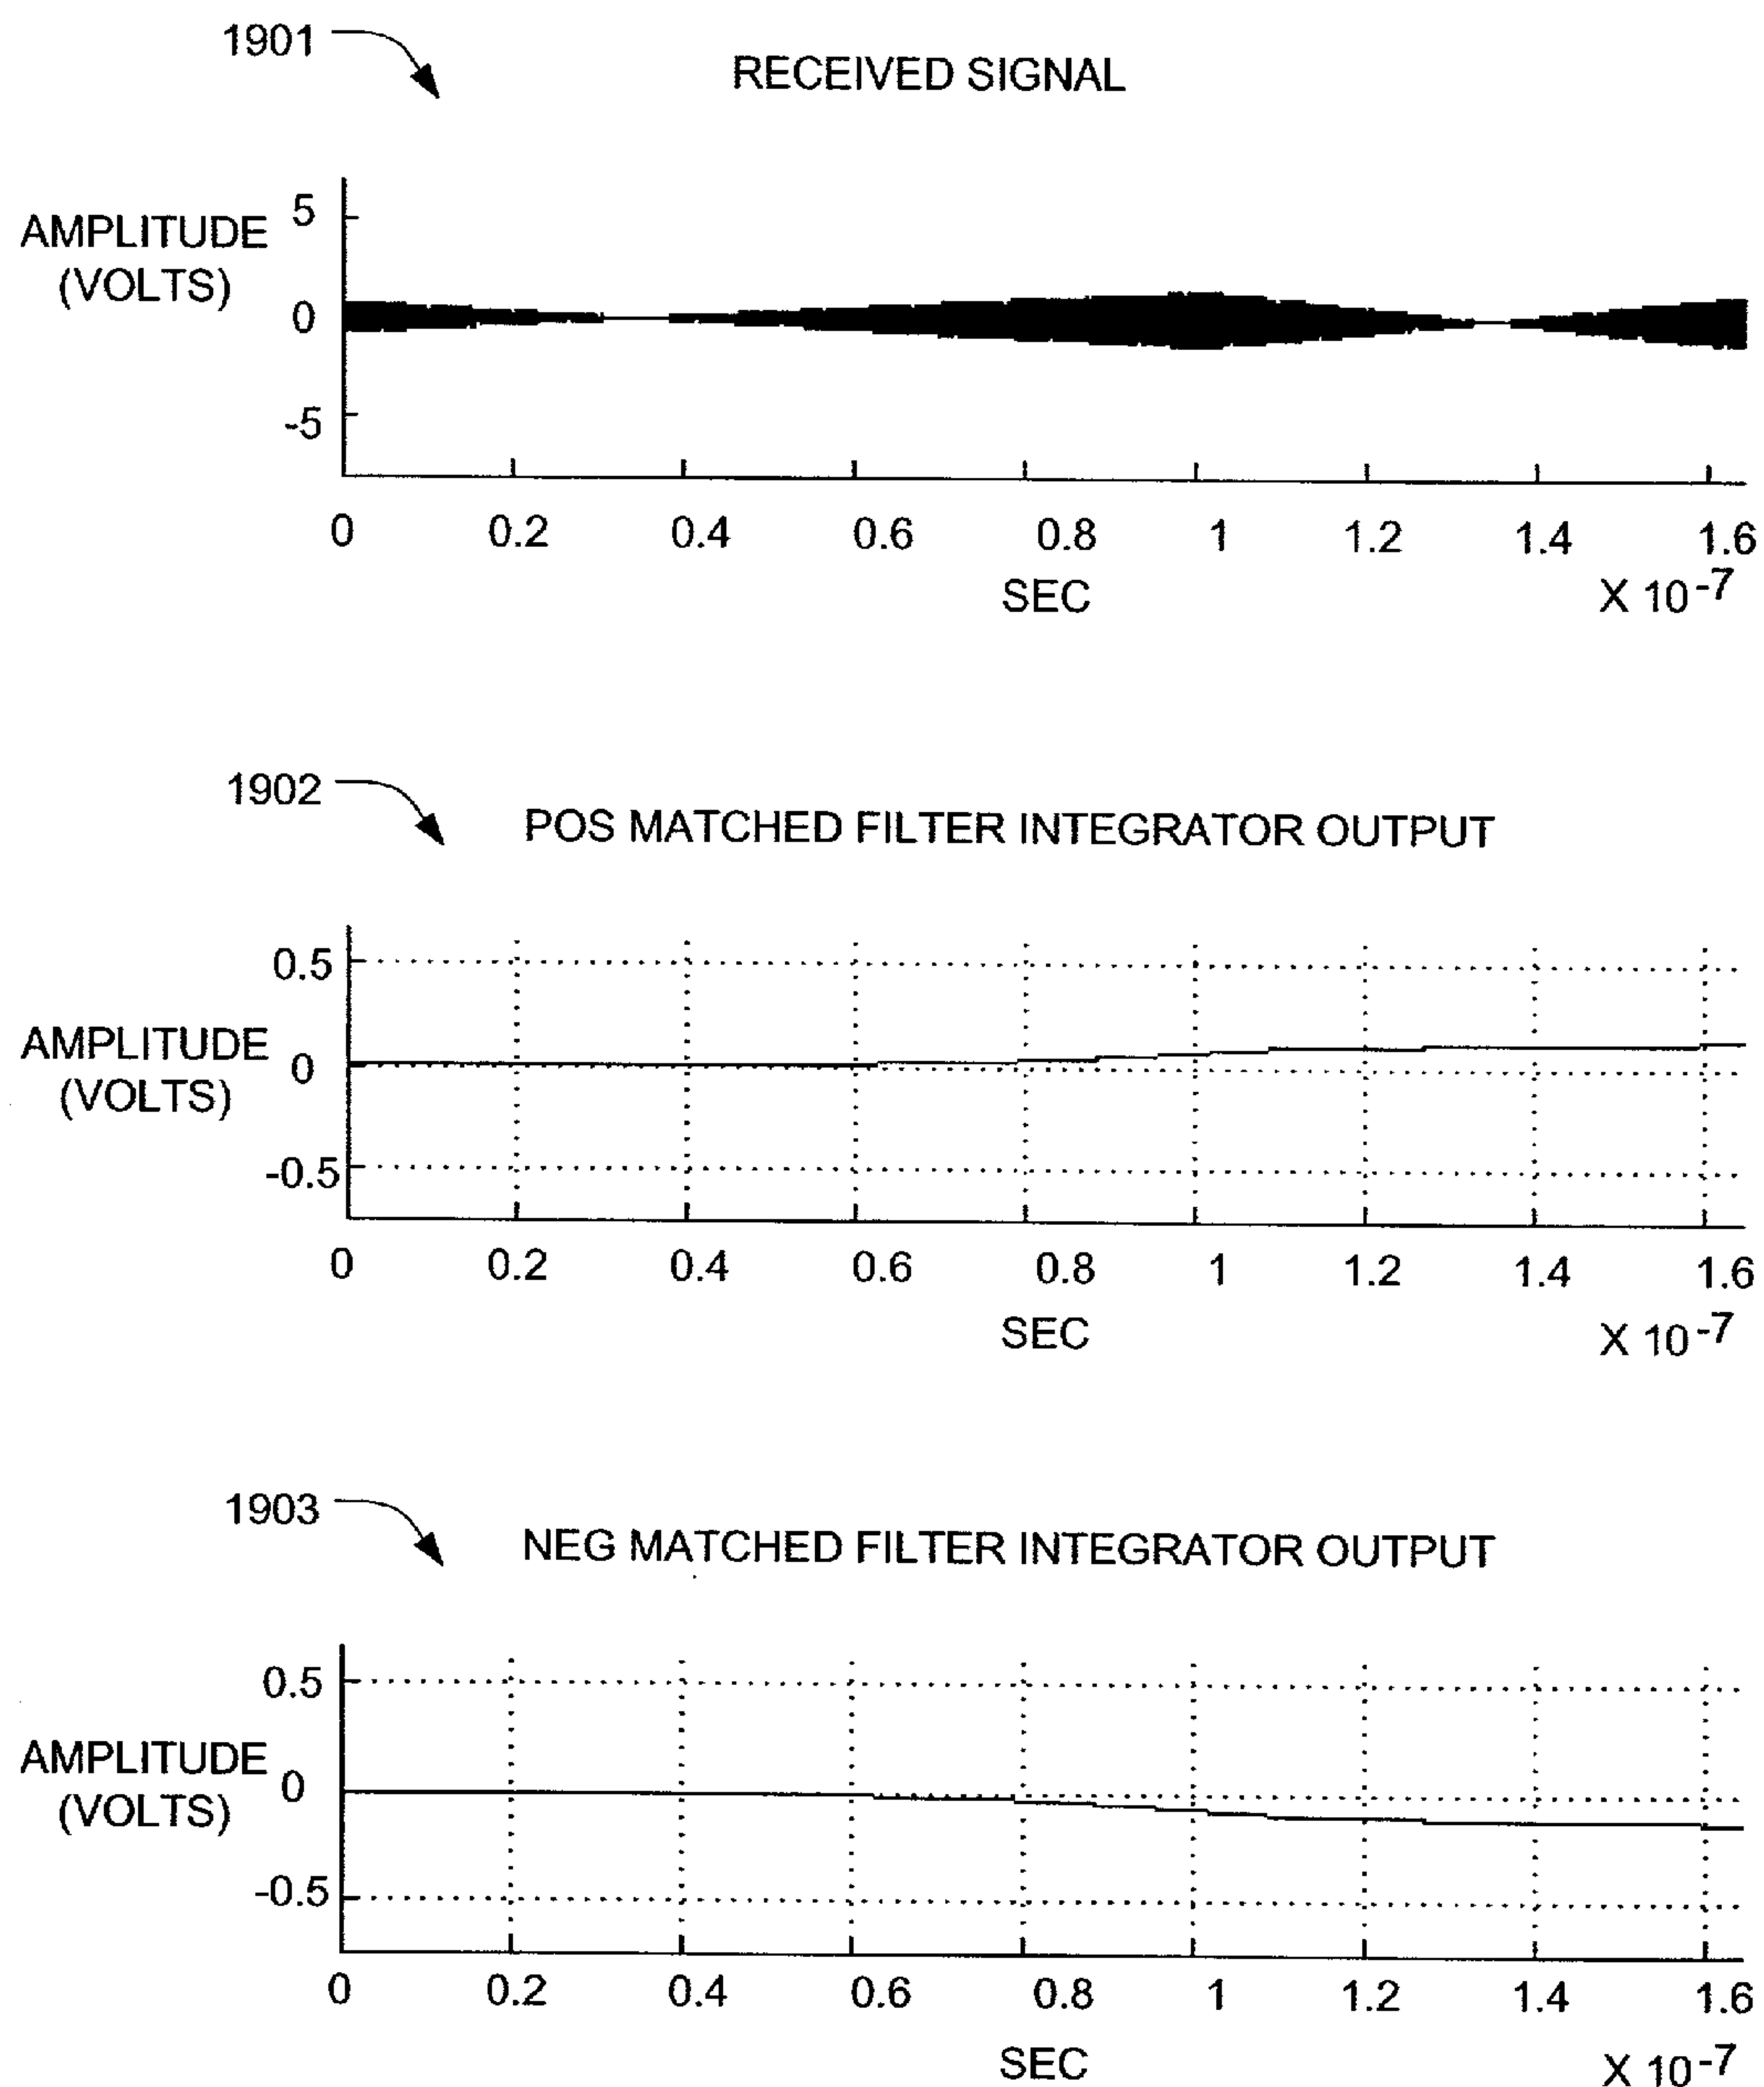 1901
RECEIVED SIGNAL
AMPLITUDE
(VOLTS)
5
0
-5
0 0.2 0.4 0.6 0.8 1 1.2 1.4 1.6
SEC
X 10-7
1902
POS MATCHED FILTER INTEGRATOR OUTPUT
AMPLITUDE
(VOLTS)
0.5
0
-0.5
0 0.2 0.4 0.6 0.8 1 1.2 1.4 1.6
SEC
X 10-7
1903
NEG MATCHED FILTER INTEGRATOR OUTPUT
AMPLITUDE
(VOLTS)
0.5
0
-0.5
0 0.2 0.4 0.6 0.8 1 1.2 1.4 1.6
SEC
X 10-7